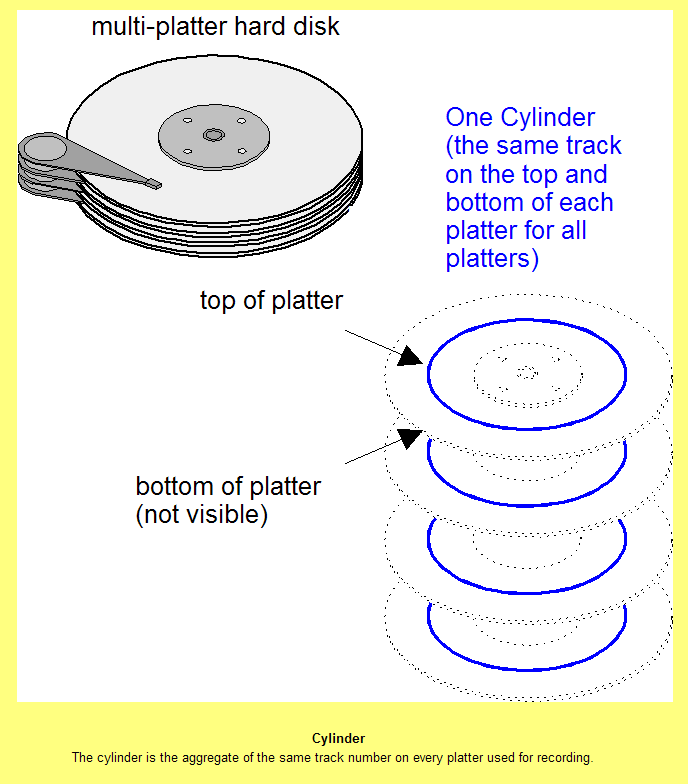 multi-platter hard disk
One Cylinder
(the same track
on the top and
bottom of each
platter for all
platters)
top of platter
bottom of platter
(not visible)
Cylinder
The cylinder is the aggregate of the same track number on every platter used for recording.